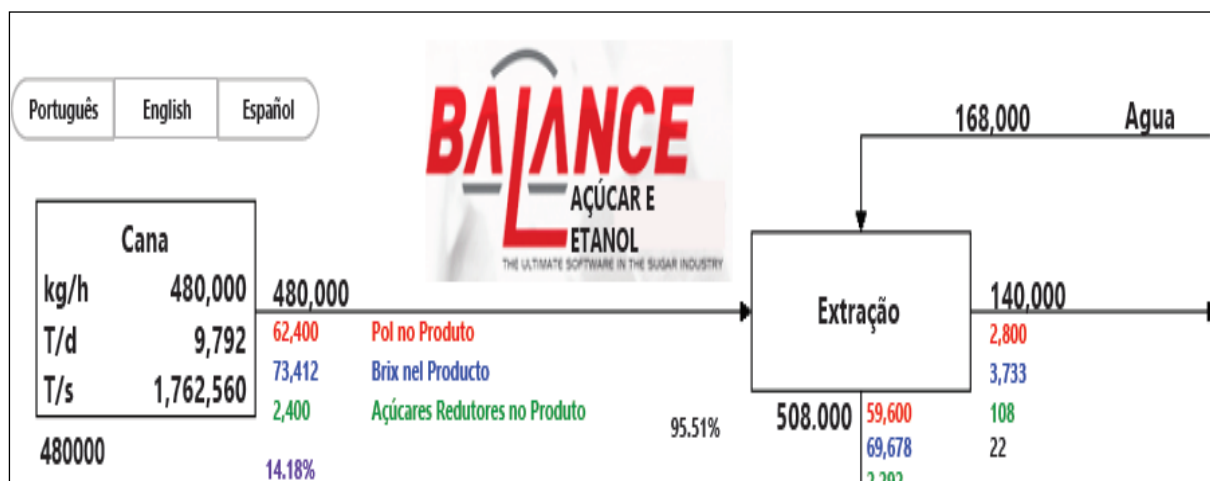 Português English Español
BALANCE
AÇÚCAR E
ETANOL
THE ULTIMATE SOFTWARE IN THE SUGAR INDUSTRY
168,000 Agua
Cana
kg/h 480,000
T/d 9,792
T/s 1,762,560
480000
480,000
62,400 Pol no Produto
73,412 Brix nel Producto
2,400 Açúcares Redutores no Produto
14.18%
95.51%
Extração
140,000
2,800
3,733
108
22
508.000 59,600
69,678
2,292